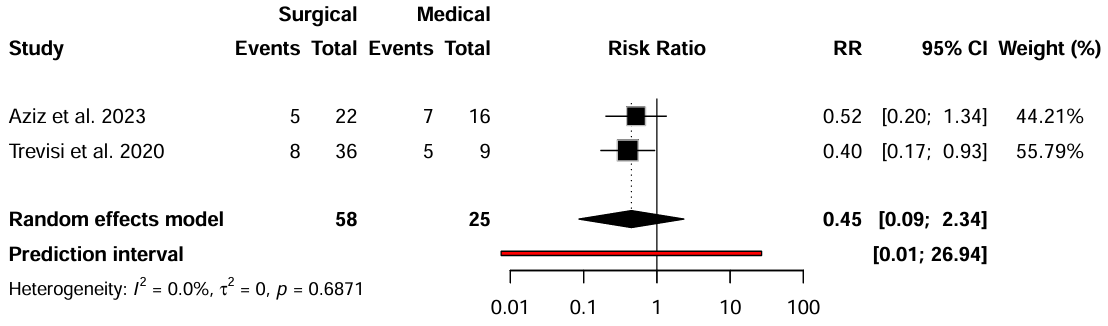 Surgical Medical
Study Events Total Events Total Risk Ratio RR 95% CI Weight (%)
Aziz et al. 2023 5 22 7 16 0.52 [0.20; 1.34] 44.21%
Trevisi et al. 2020 8 36 5 9 0.40 [0.17; 0.93] 55.79%
Random effects model 58 25 0.45 [0.09; 2.34]
Prediction interval [0.01; 26.94]
Heterogeneity: I² = 0.0%, τ² = 0, p = 0.6871
0.01 0.1 1 10 100